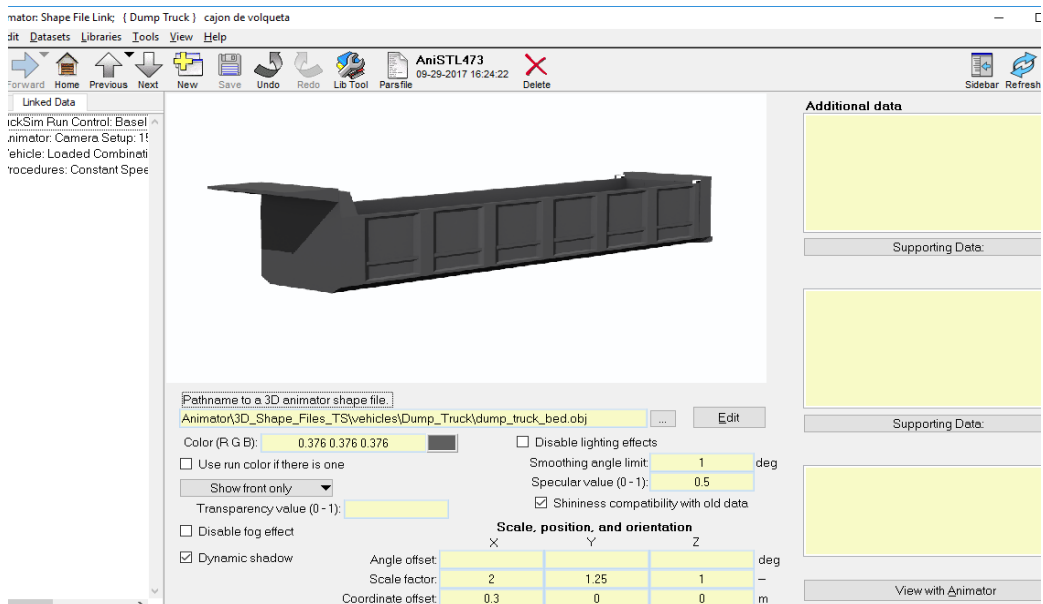 mator: Shape File Link; { Dump Truck } cajon de volqueta
dit Datasets Libraries Tools View Help
Forward Home Previous Next New Save Undo Redo Lib Tool Parsfile AniSTL473 09-29-2017 16:24:22 Delete Sidebar Refresh
Linked Data
uckSim Run Control: Basel
nimator: Camera Setup: 15
ehicle: Loaded Combinati
rocedures: Constant Spee
Additional data
Supporting Data:
Supporting Data:
View with Animator
Pathname to a 3D animator shape file.
Animator\3D_Shape_Files_TS\vehicles\Dump_Truck\dump_truck_bed.obj ... Edit
Color (R G B): 0.376 0.376 0.376
Use run color if there is one
Show front only
Transparency value (0 - 1):
Disable fog effect
Dynamic shadow
Disable lighting effects
Smoothing angle limit: 1 deg
Specular value (0 - 1): 0.5
Shininess compatibility with old data
Scale, position, and orientation
X Y Z
Angle offset: deg
Scale factor: 2 1.25 1 –
Coordinate offset: 0.3 0 0 m